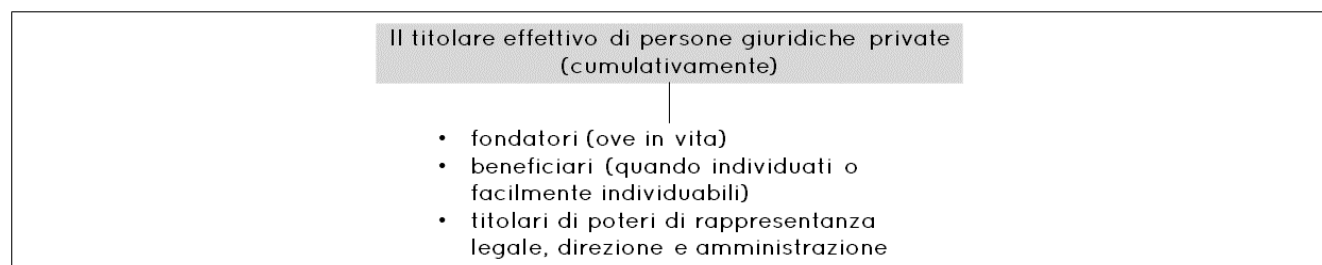 Il titolare effettivo di persone giuridiche private
(cumulativamente)
• fondatori (ove in vita)
• beneficiari (quando individuati o
facilmente individuabili)
• titolari di poteri di rappresentanza
legale, direzione e amministrazione